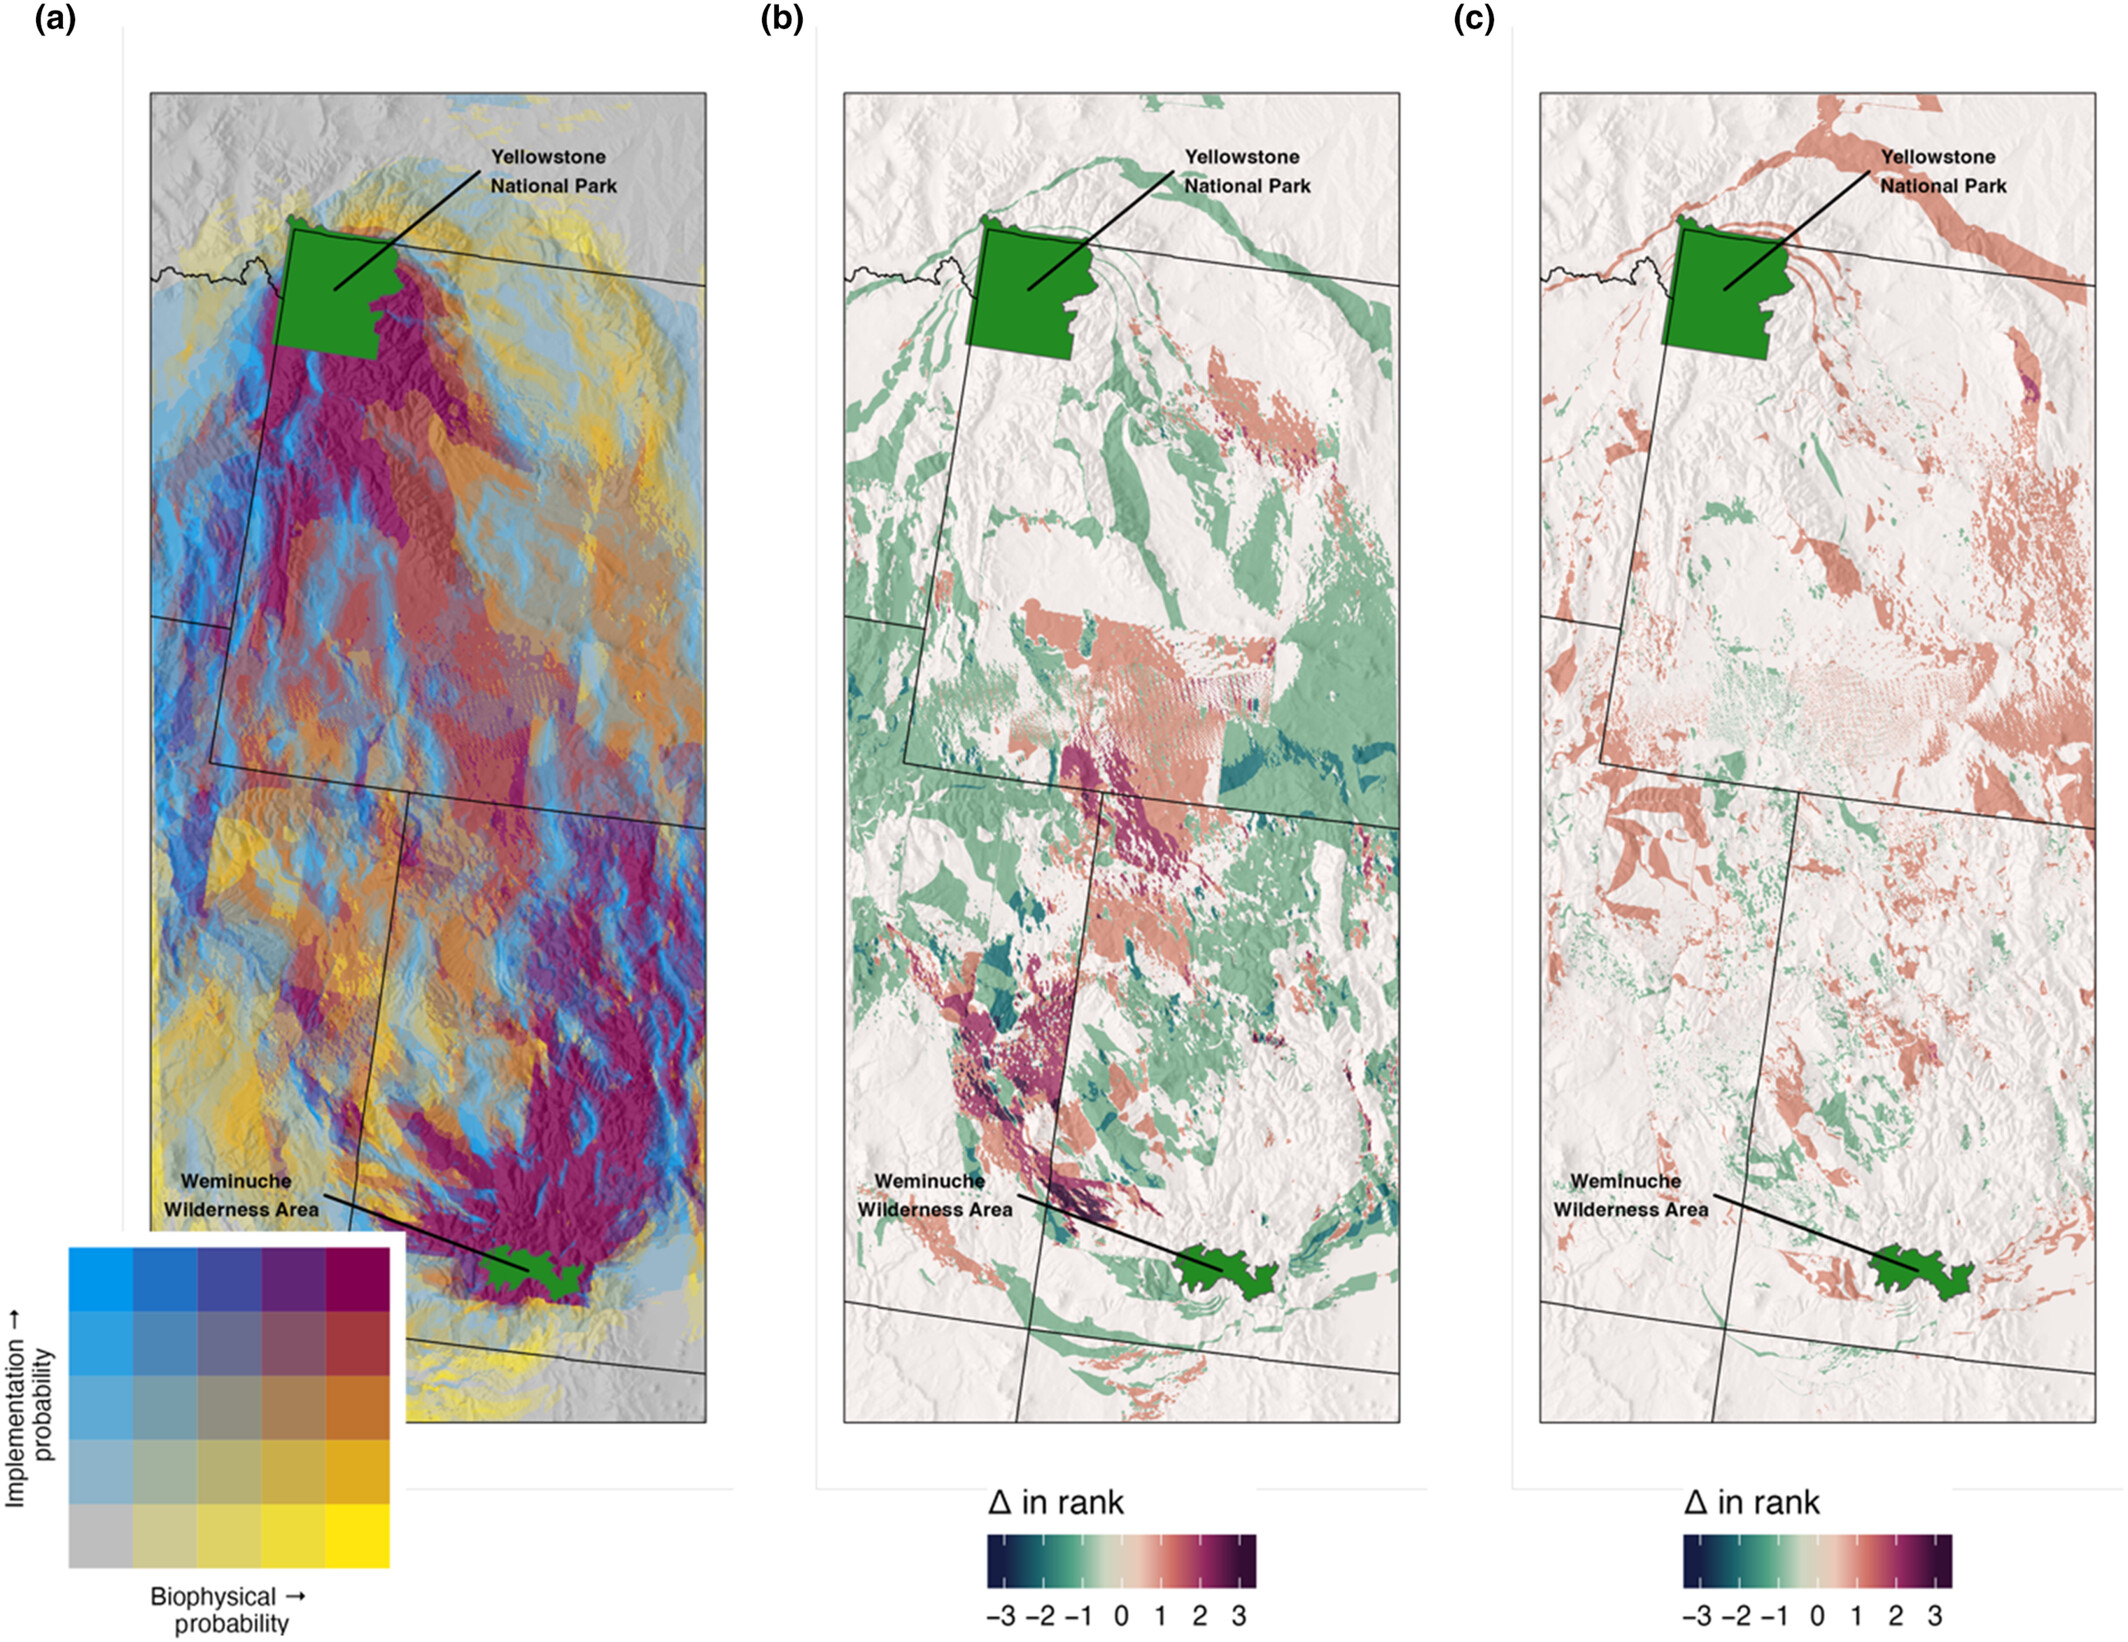 (a)
Yellowstone
National Park
Weminuche
Wilderness Area
Implementation →
probability
Biophysical →
probability
(b)
Yellowstone
National Park
Weminuche
Wilderness Area
Δ in rank
−3 −2 −1 0 1 2 3
(c)
Yellowstone
National Park
Weminuche
Wilderness Area
Δ in rank
−3 −2 −1 0 1 2 3